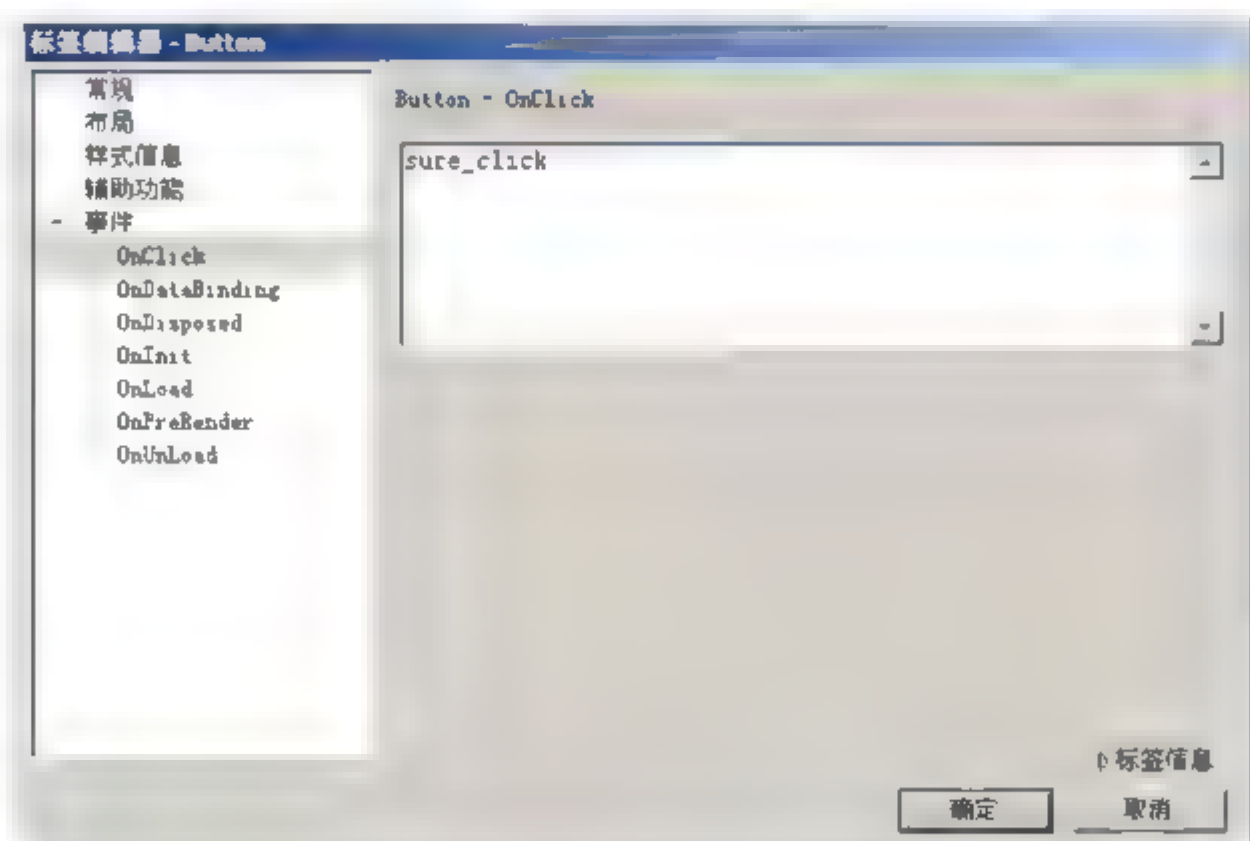 标签编辑器 - Button
常规
布局
样式信息
辅助功能
- 事件
OnClick
OnDataBinding
OnDisposed
OnInit
OnLoad
OnPreRender
OnUnLoad
Button - OnClick
sure_click
标签信息
确定
取消